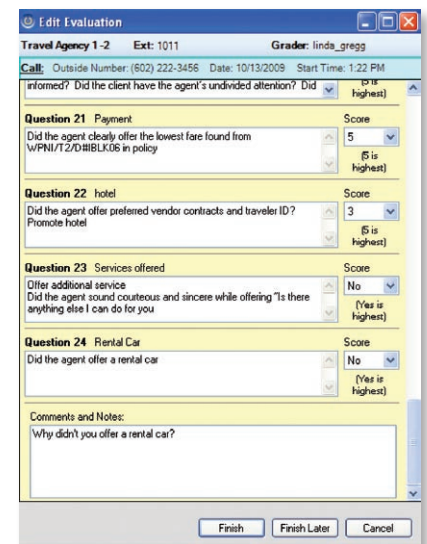 Edit Evaluation
Travel Agency 1-2 Ext: 1011 Grader: linda_gregg
Call: Outside Number: (602) 222-3456 Date: 10/13/2009 Start Time: 1:22 PM
informed? Did the client have the agent's undivided attention? Did
(5 is
highest)
Question 21 Payment Score
Did the agent clearly offer the lowest fare found from
WPNI/T2/D#IBLK06 in policy
5
(5 is
highest)
Question 22 hotel Score
Did the agent offer preferred vendor contracts and traveler ID?
Promote hotel
3
(5 is
highest)
Question 23 Services offered Score
Offer additional service
Did the agent sound courteous and sincere while offering "Is there
anything else I can do for you
No
(Yes is
highest)
Question 24 Rental Car Score
Did the agent offer a rental car
No
(Yes is
highest)
Comments and Notes:
Why didn't you offer a rental car?
Finish Finish Later Cancel